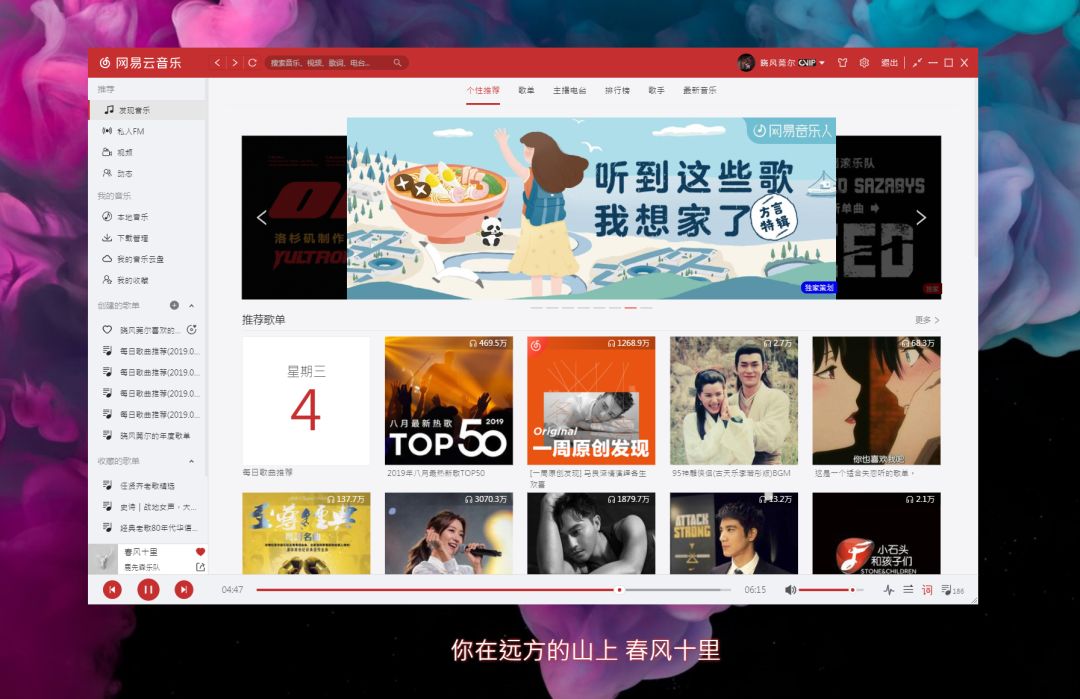 网易云音乐
搜索音乐、视频、歌词、电台...
晓风莞尔
退出
推荐
发现音乐
私人FM
视频
动态
我的音乐
本地音乐
下载管理
我的音乐云盘
我的收藏
创建的歌单
晓风莞尔喜欢的...
每日歌曲推荐(2019.0...
每日歌曲推荐(2019.0...
每日歌曲推荐(2019.0...
每日歌曲推荐(2019.0...
晓风莞尔的年度歌单
收藏的歌单
任贤齐老歌精选
史诗｜战地女声·大...
经典老歌80年代华语...
春风十里
鹿先森乐队
个性推荐 歌单 主播电台 排行榜 歌手 最新音乐
洛杉矶制作
YULTRON
网易音乐人
听到这些歌
我想家了
方言
特辑
独家策划
滚乐队
SAZABYS
新单曲
独家
推荐歌单
更多 >
星期三
4
每日歌曲推荐
469.5万
八月最新热歌 2019
TOP50
2019年八月最热新歌TOP50
1268.9万
Original
一周原创发现
[一周原创发现] 马良深情演绎各生
欢喜
2.7万
95神雕侠侣(古天乐李若彤版)BGM
68.3万
你也喜欢我吧
这是一个适合失恋听的歌单·
137.7万
至尊重典
3070.3万
1879.7万
13.2万
ATTACK
STRONG
2.1万
小石头
和孩子们
STONE&CHILDREN
04:47
06:15
词
186
你在远方的山上 春风十里